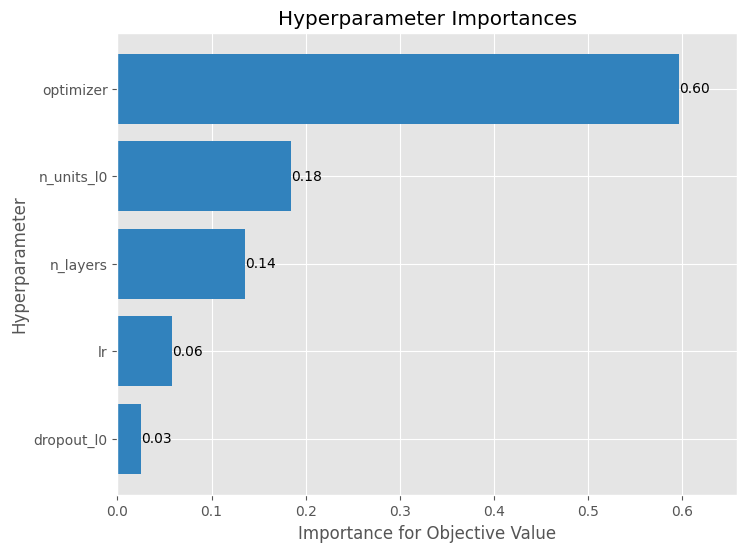 Hyperparameter Importances
Hyperparameter
optimizer
0.60
n_units_l0
0.18
n_layers
0.14
lr
0.06
dropout_l0
0.03
0.0 0.1 0.2 0.3 0.4 0.5 0.6
Importance for Objective Value